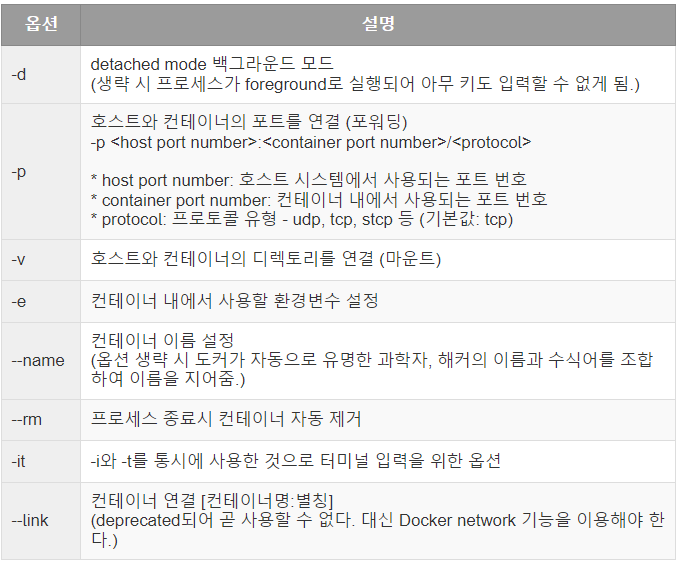 옵션 설명
-d
detached mode 백그라운드 모드
(생략 시 프로세스가 foreground로 실행되어 아무 키도 입력할 수 없게 됨.)
-p
호스트와 컨테이너의 포트를 연결 (포워딩)
-p <host port number>:<container port number>/<protocol>
* host port number: 호스트 시스템에서 사용되는 포트 번호
* container port number: 컨테이너 내에서 사용되는 포트 번호
* protocol: 프로토콜 유형 - udp, tcp, stcp 등 (기본값: tcp)
-v 호스트와 컨테이너의 디렉토리를 연결 (마운트)
-e 컨테이너 내에서 사용할 환경변수 설정
--name
컨테이너 이름 설정
(옵션 생략 시 도커가 자동으로 유명한 과학자, 해커의 이름과 수식어를 조합
하여 이름을 지어줌.)
--rm 프로세스 종료시 컨테이너 자동 제거
-it -i와 -t를 통시에 사용한 것으로 터미널 입력을 위한 옵션
--link
컨테이너 연결 [컨테이너명:별칭]
(deprecated되어 곧 사용할 수 없다. 대신 Docker network 기능을 이용해야 한
다.)